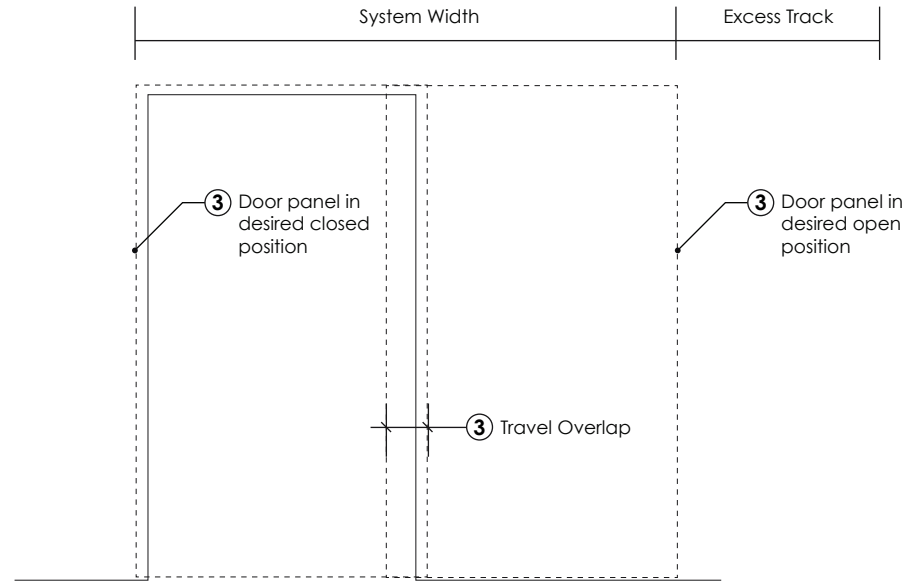 System Width
Excess Track
3 Door panel in
desired closed
position
3 Door panel in
desired open
position
3 Travel Overlap